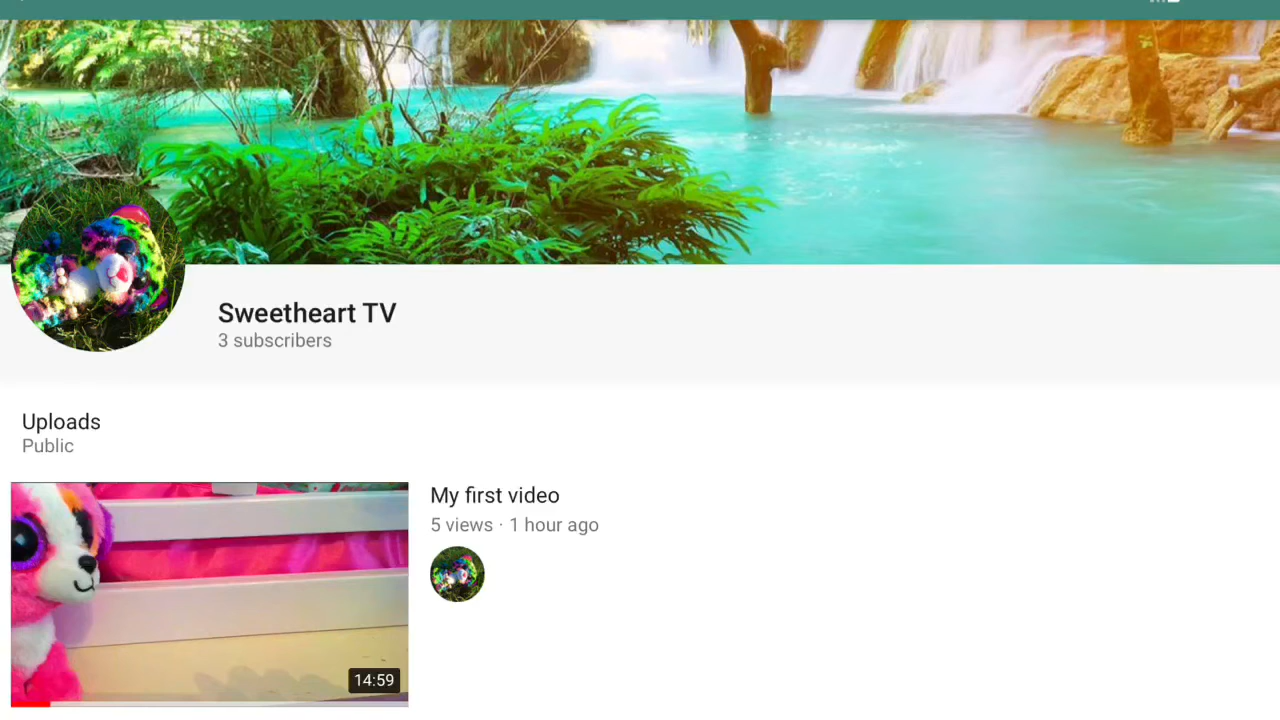 Sweetheart TV
3 subscribers
Uploads
Public
My first video
5 views · 1 hour ago
14:59